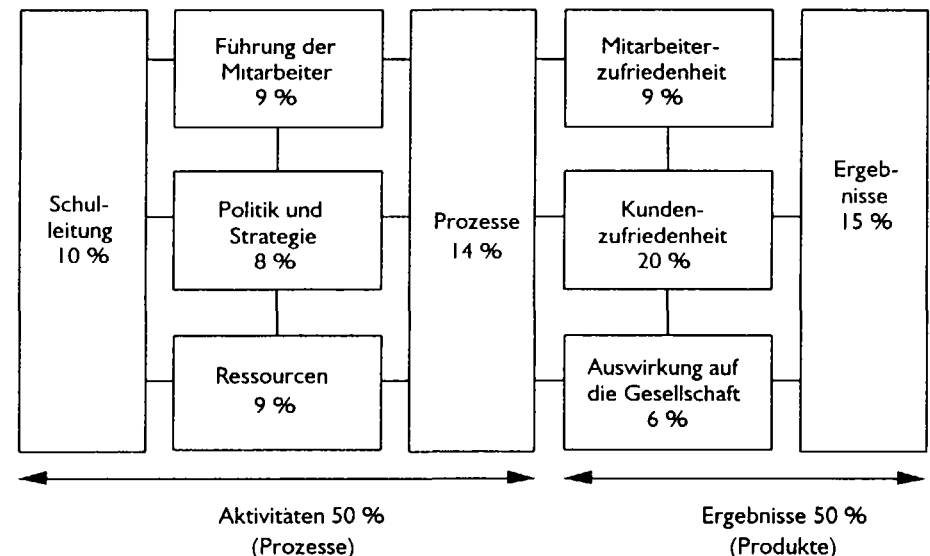 Schul-
leitung
10 %
Führung der
Mitarbeiter
9 %
Politik und
Strategie
8 %
Ressourcen
9 %
Prozesse
14 %
Mitarbeiter-
zufriedenheit
9 %
Kunden-
zufriedenheit
20 %
Auswirkung auf
die Gesellschaft
6 %
Ergeb-
nisse
15 %
Aktivitäten 50 %
(Prozesse)
Ergebnisse 50 %
(Produkte)